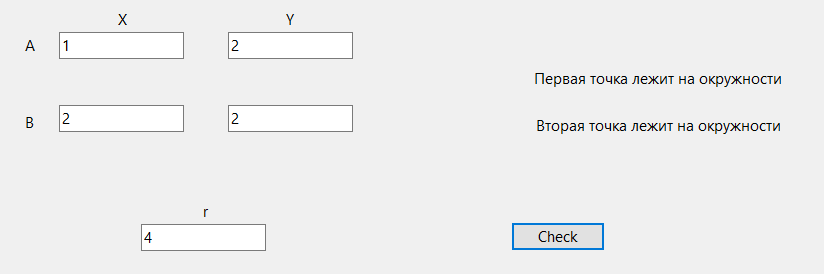 X Y
A 1 2
Первая точка лежит на окружности
B 2 2
Вторая точка лежит на окружности
r
4 Check